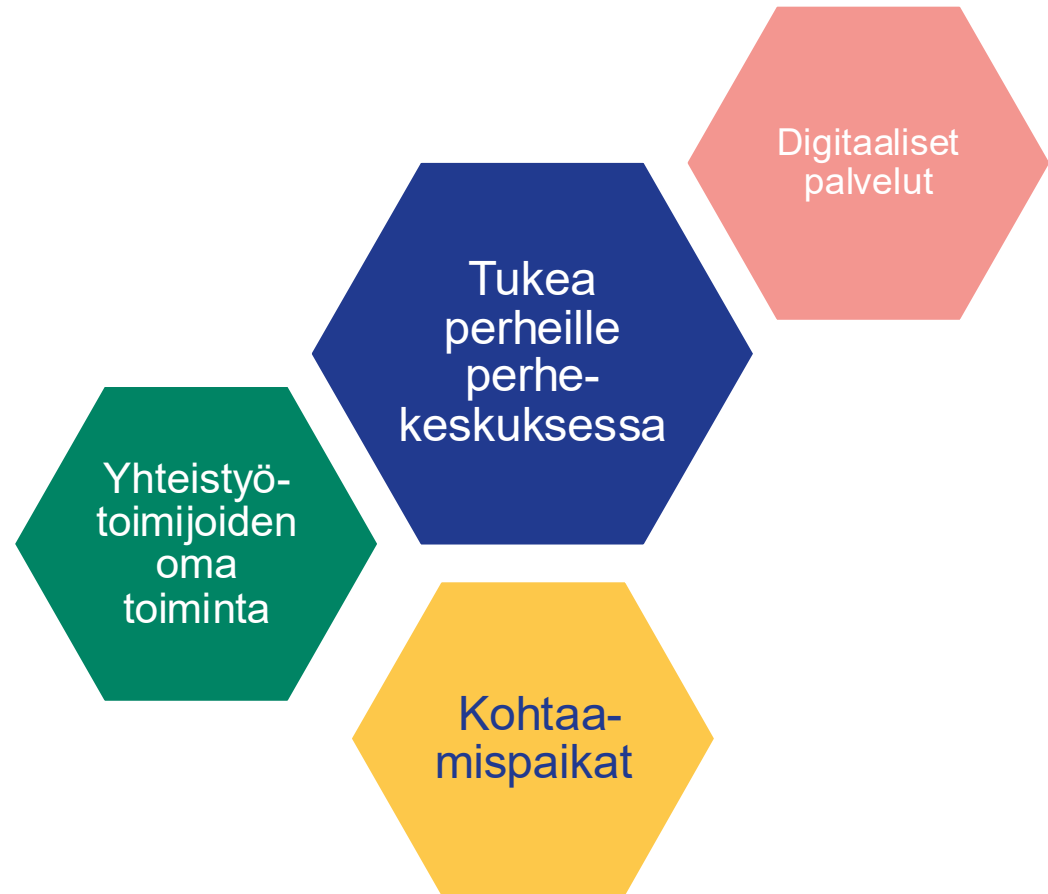 Digitaaliset
palvelut
Tukea
perheille
perhe-
keskuksessa
Yhteistyö-
toimijoiden
oma
toiminta
Kohtaa-
mispaikat